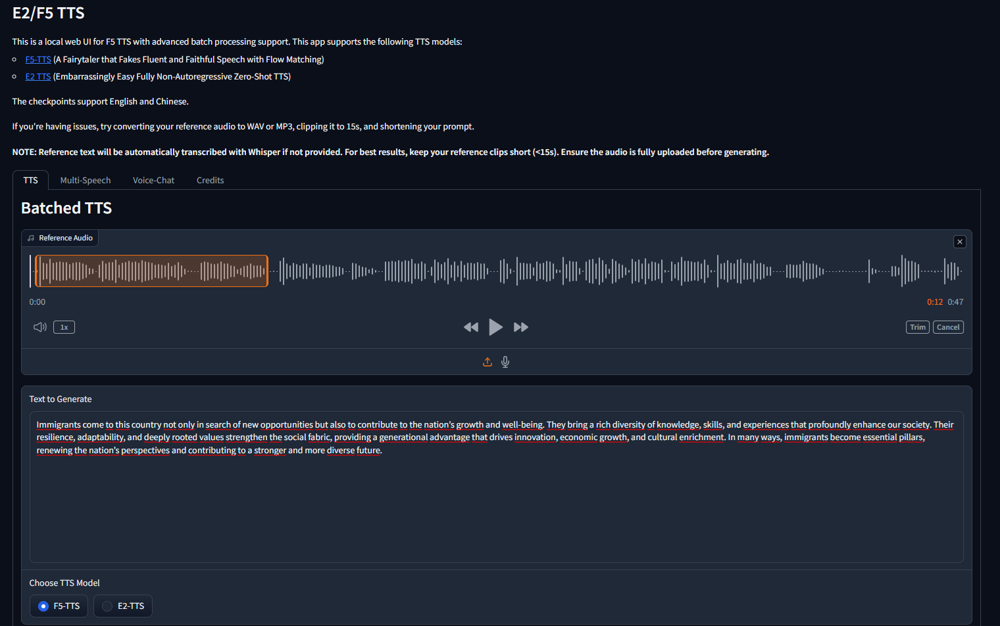 E2/F5 TTS
This is a local web UI for F5 TTS with advanced batch processing support. This app supports the following TTS models:
F5-TTS (A Fairytaler that Fakes Fluent and Faithful Speech with Flow Matching)
E2 TTS (Embarrassingly Easy Fully Non-Autoregressive Zero-Shot TTS)
The checkpoints support English and Chinese.
If you're having issues, try converting your reference audio to WAV or MP3, clipping it to 15s, and shortening your prompt.
NOTE: Reference text will be automatically transcribed with Whisper if not provided. For best results, keep your reference clips short (<15s). Ensure the audio is fully uploaded before generating.
TTS Multi-Speech Voice-Chat Credits
Batched TTS
Reference Audio
0:00 0:12 0:47
1x Trim Cancel
Text to Generate
Immigrants come to this country not only in search of new opportunities but also to contribute to the nation’s growth and well-being. They bring a rich diversity of knowledge, skills, and experiences that profoundly enhance our society. Their
resilience, adaptability, and deeply rooted values strengthen the social fabric, providing a generational advantage that drives innovation, economic growth, and cultural enrichment. In many ways, immigrants become essential pillars,
renewing the nation’s perspectives and contributing to a stronger and more diverse future.
Choose TTS Model
F5-TTS E2-TTS